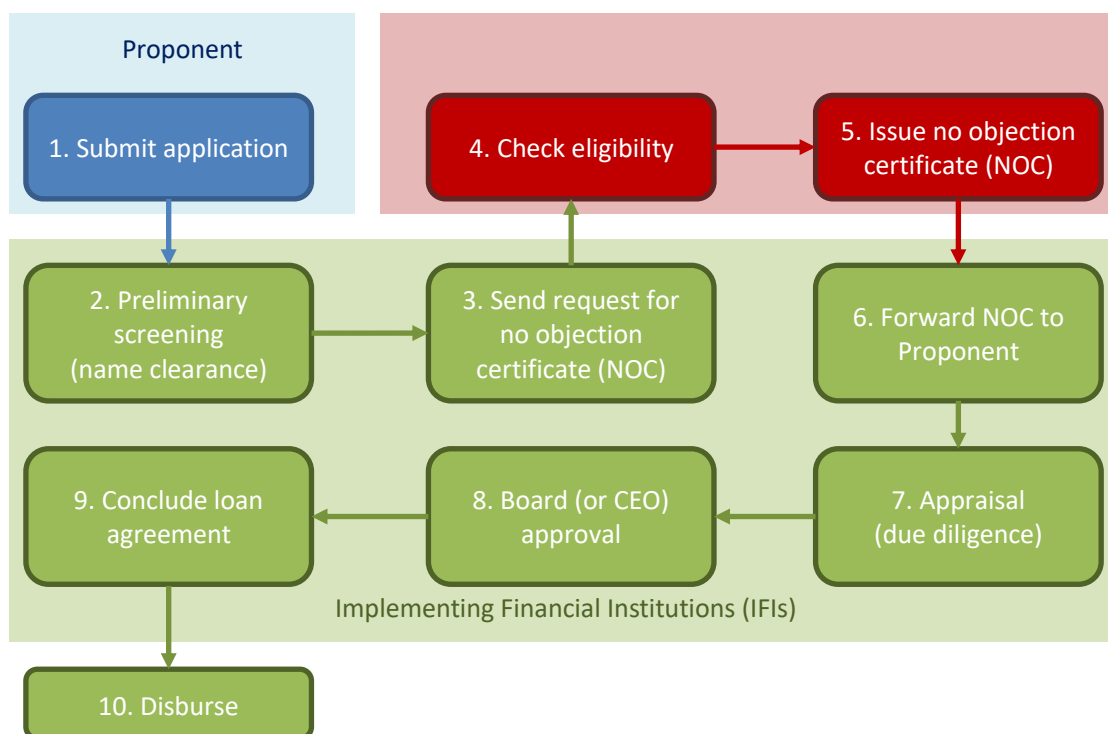 Proponent
1. Submit application
4. Check eligibility
5. Issue no objection
certificate (NOC)
2. Preliminary
screening
(name clearance)
3. Send request for
no objection
certificate (NOC)
6. Forward NOC to
Proponent
9. Conclude loan
agreement
8. Board (or CEO)
approval
7. Appraisal
(due diligence)
Implementing Financial Institutions (IFIs)
10. Disburse